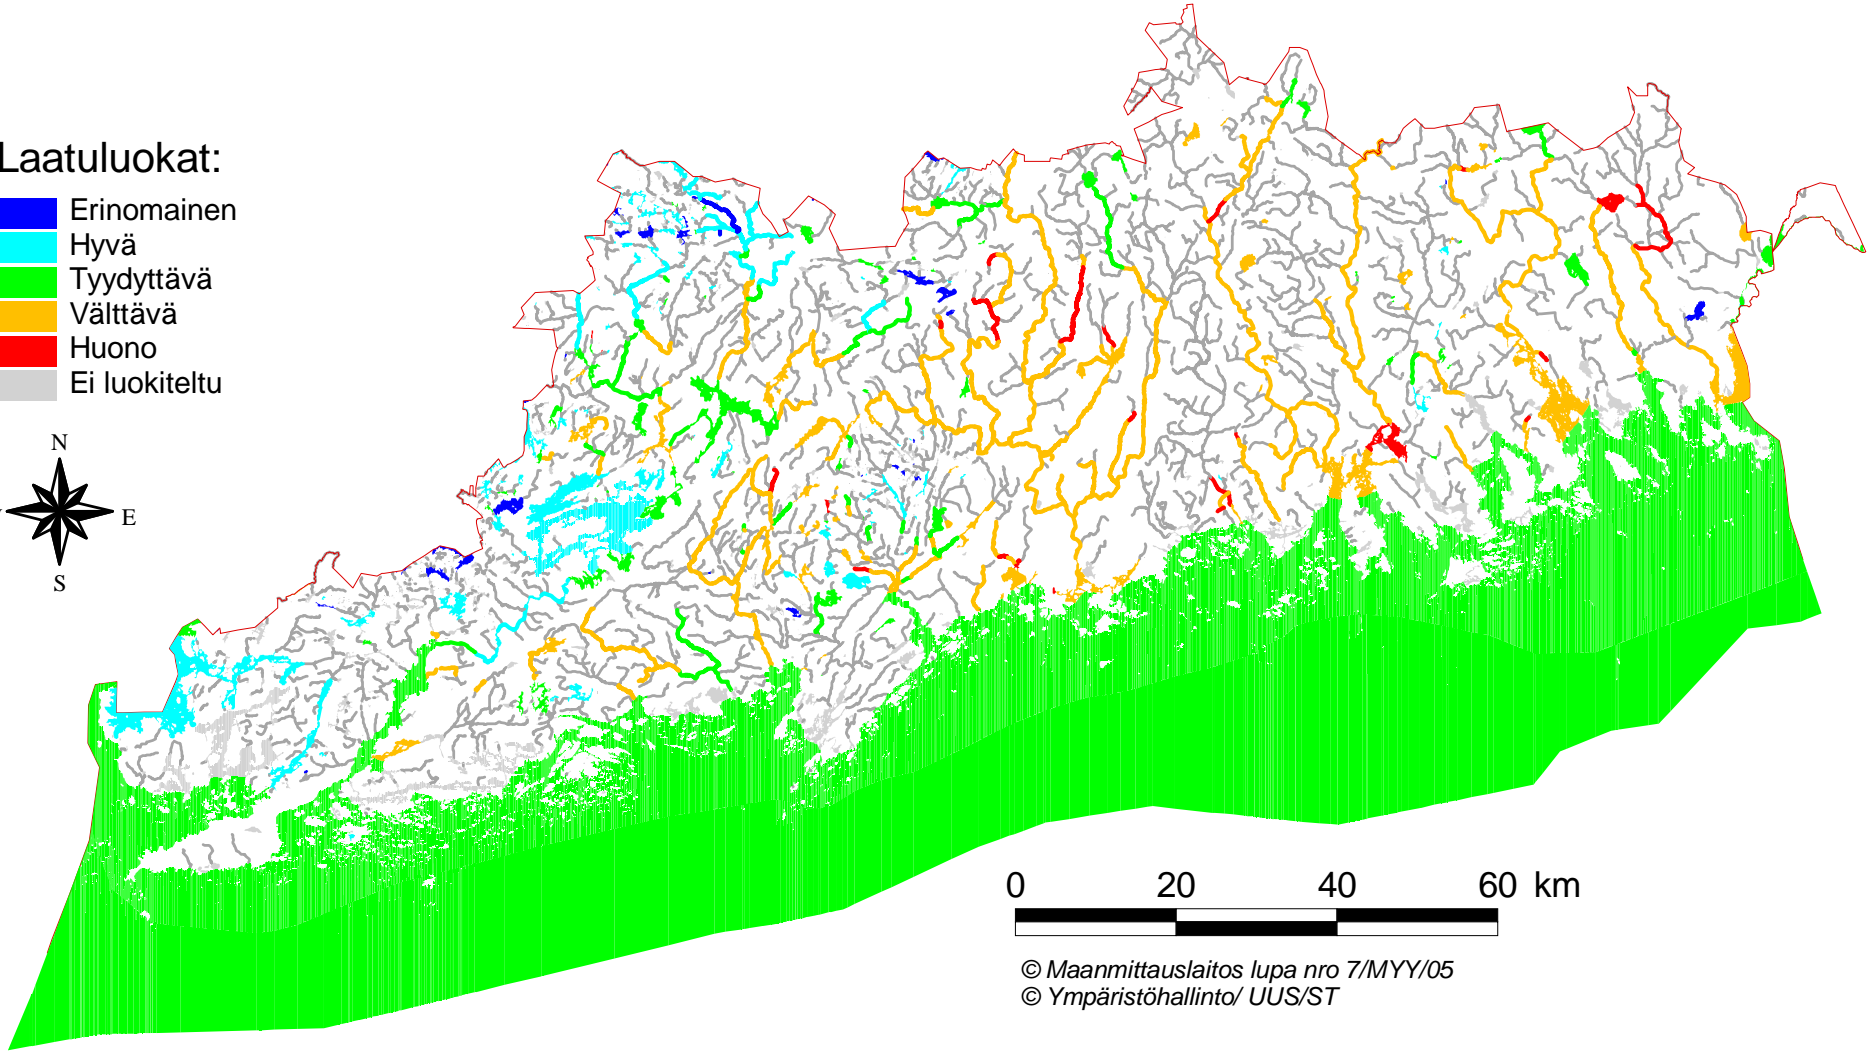 Laatuluokat:
Erinomainen
Hyvä
Tyydyttävä
Välttävä
Huono
Ei luokiteltu
N
E
S
0 20 40 60 km
© Maanmittauslaitos lupa nro 7/MYY/05
© Ympäristöhallinto/ UUS/ST